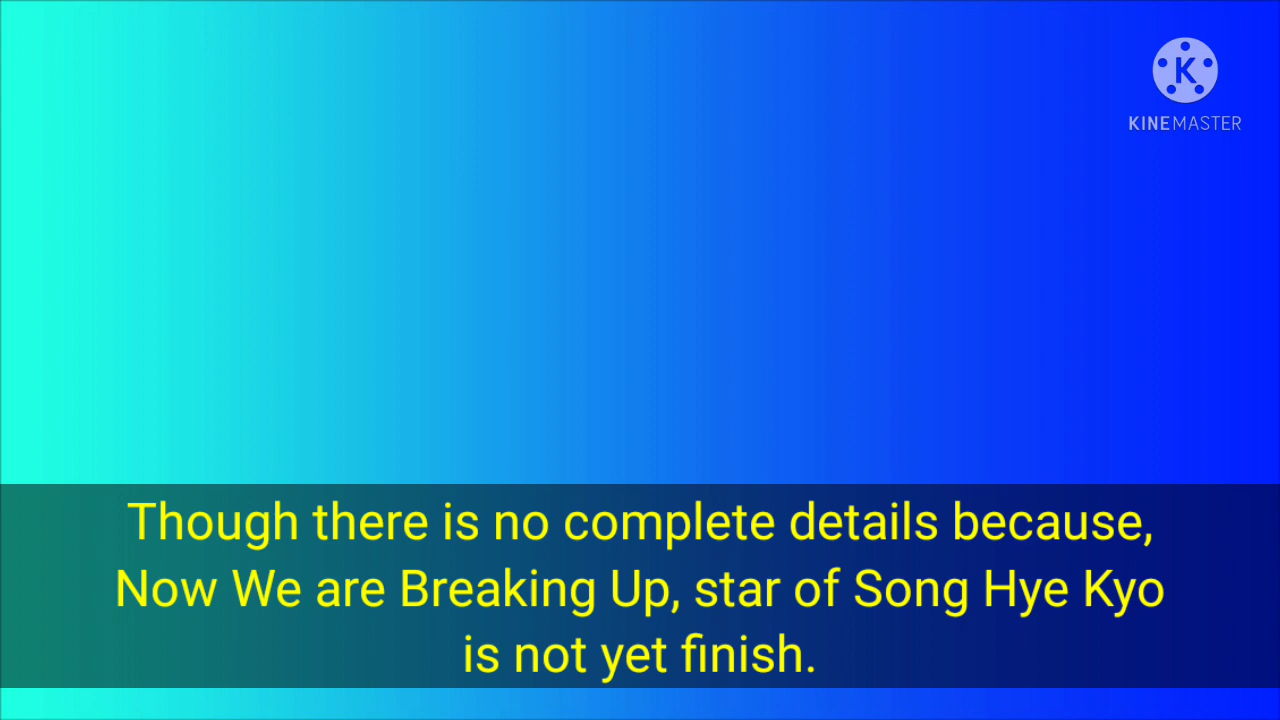 K
KINEMASTER
Though there is no complete details because,
Now We are Breaking Up, star of Song Hye Kyo
is not yet finish.